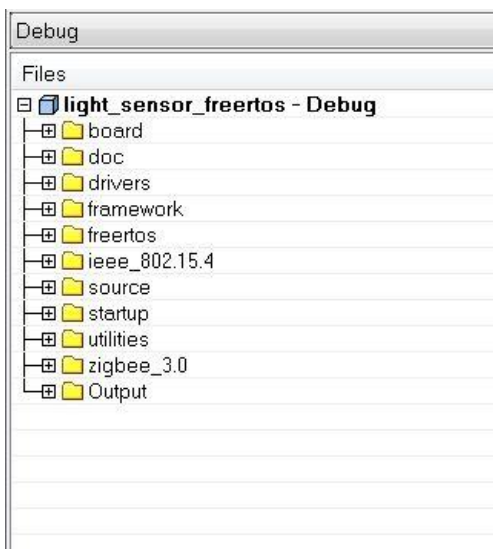 Debug
Files
light_sensor_freertos - Debug
board
doc
drivers
framework
freertos
ieee_802.15.4
source
startup
utilities
zigbee_3.0
Output